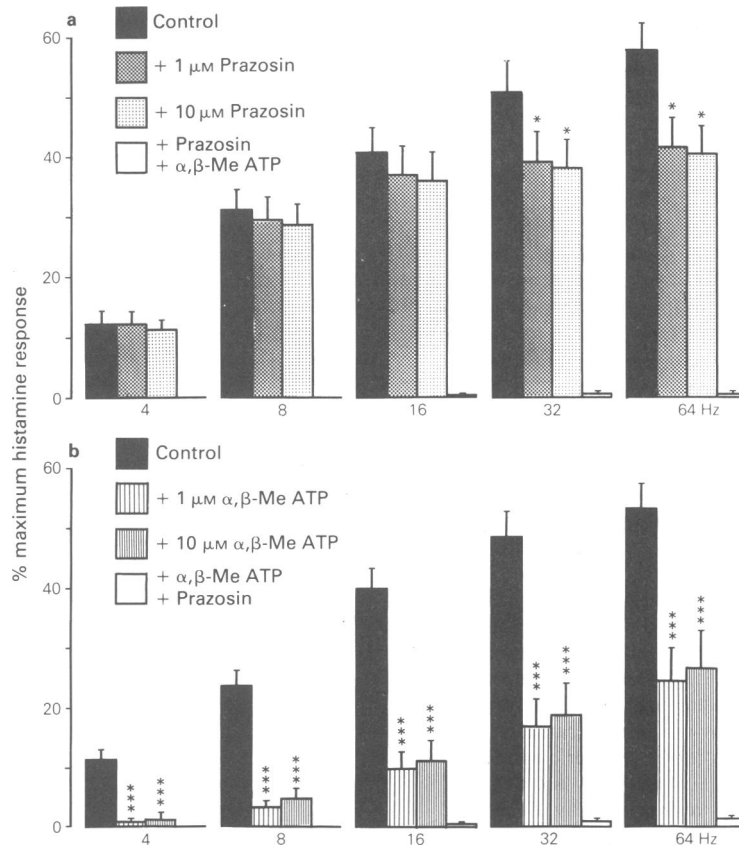 % maximum histamine response
a
60
40
20
0
Control
+ 1 μM Prazosin
+ 10 μM Prazosin
+ Prazosin
+ α,β-Me ATP
* *
* *
4 8 16 32 64 Hz
b
60
40
20
0
Control
+ 1 μM α,β-Me ATP
+ 10 μM α,β-Me ATP
+ α,β-Me ATP
+ Prazosin
*** ***
*** ***
*** ***
*** ***
*** ***
4 8 16 32 64 Hz